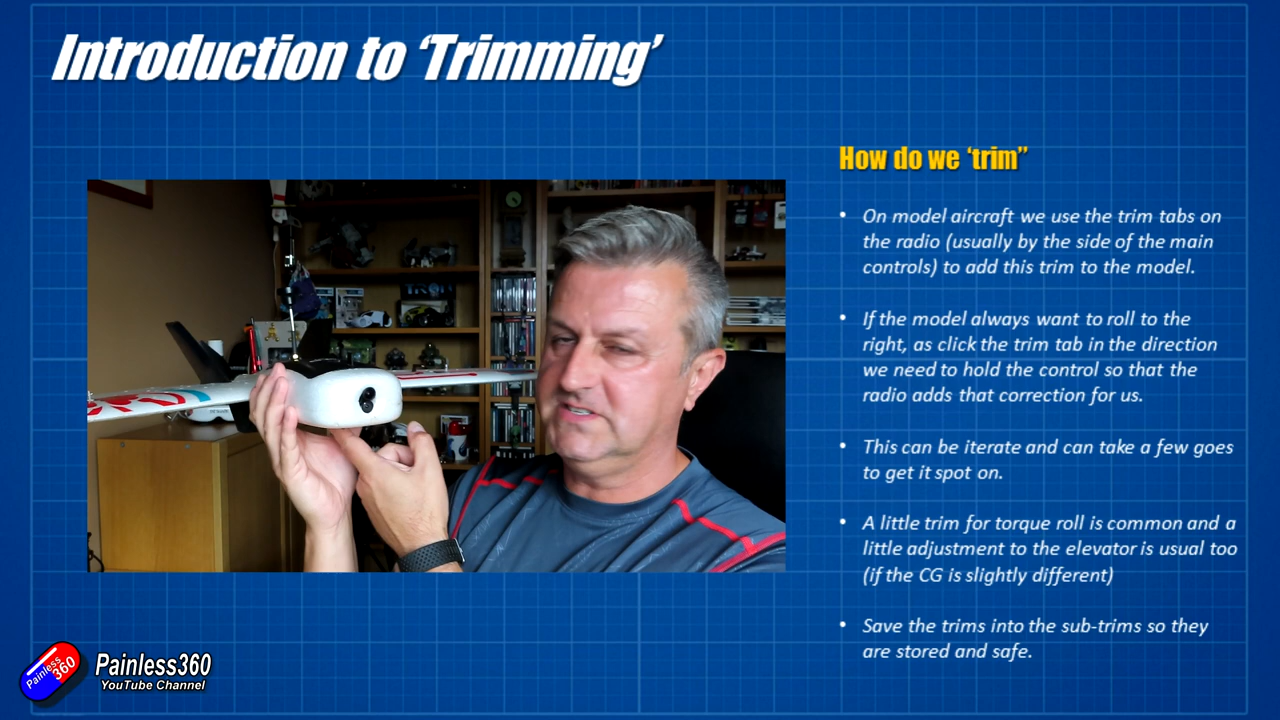 Introduction to ‘Trimming’
How do we ‘trim”
• On model aircraft we use the trim tabs on
the radio (usually by the side of the main
controls) to add this trim to the model.
• If the model always want to roll to the
right, as click the trim tab in the direction
we need to hold the control so that the
radio adds that correction for us.
• This can be iterate and can take a few goes
to get it spot on.
• A little trim for torque roll is common and a
little adjustment to the elevator is usual too
(if the CG is slightly different)
• Save the trims into the sub-trims so they
are stored and safe.
TRON
Painless
360
Painless360
YouTube Channel